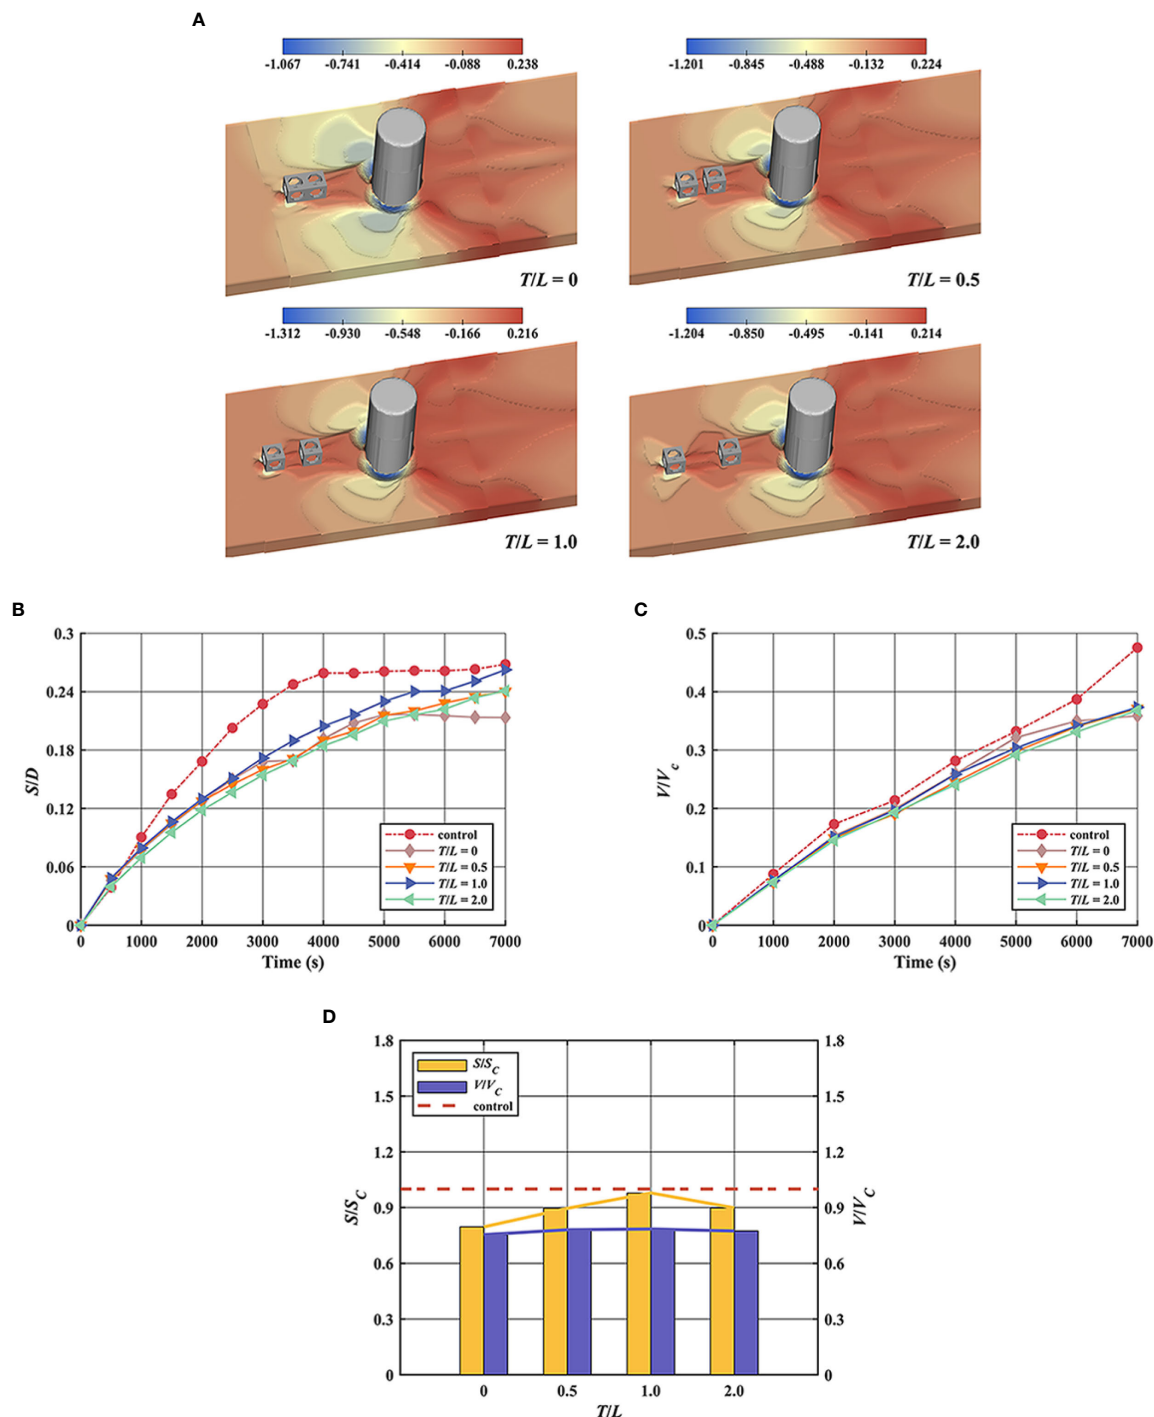 A
-1.067 -0.741 -0.414 -0.088 0.238
T/L = 0
-1.201 -0.845 -0.488 -0.132 0.224
T/L = 0.5
-1.312 -0.930 -0.548 -0.166 0.216
T/L = 1.0
-1.204 -0.850 -0.495 -0.141 0.214
T/L = 2.0
B
S/D
0.3
0.24
0.18
0.12
0.06
0
0 1000 2000 3000 4000 5000 6000 7000
Time (s)
control
T/L = 0
T/L = 0.5
T/L = 1.0
T/L = 2.0
C
V/Vc
0.5
0.4
0.3
0.2
0.1
0
0 1000 2000 3000 4000 5000 6000 7000
Time (s)
control
T/L = 0
T/L = 0.5
T/L = 1.0
T/L = 2.0
D
S/SC
1.8
1.5
1.2
0.9
0.6
0.3
0
S/SC
V/VC
control
0 0.5 1.0 2.0
T/L
1.8
1.5
1.2
0.9
0.6
0.3
0
V/VC